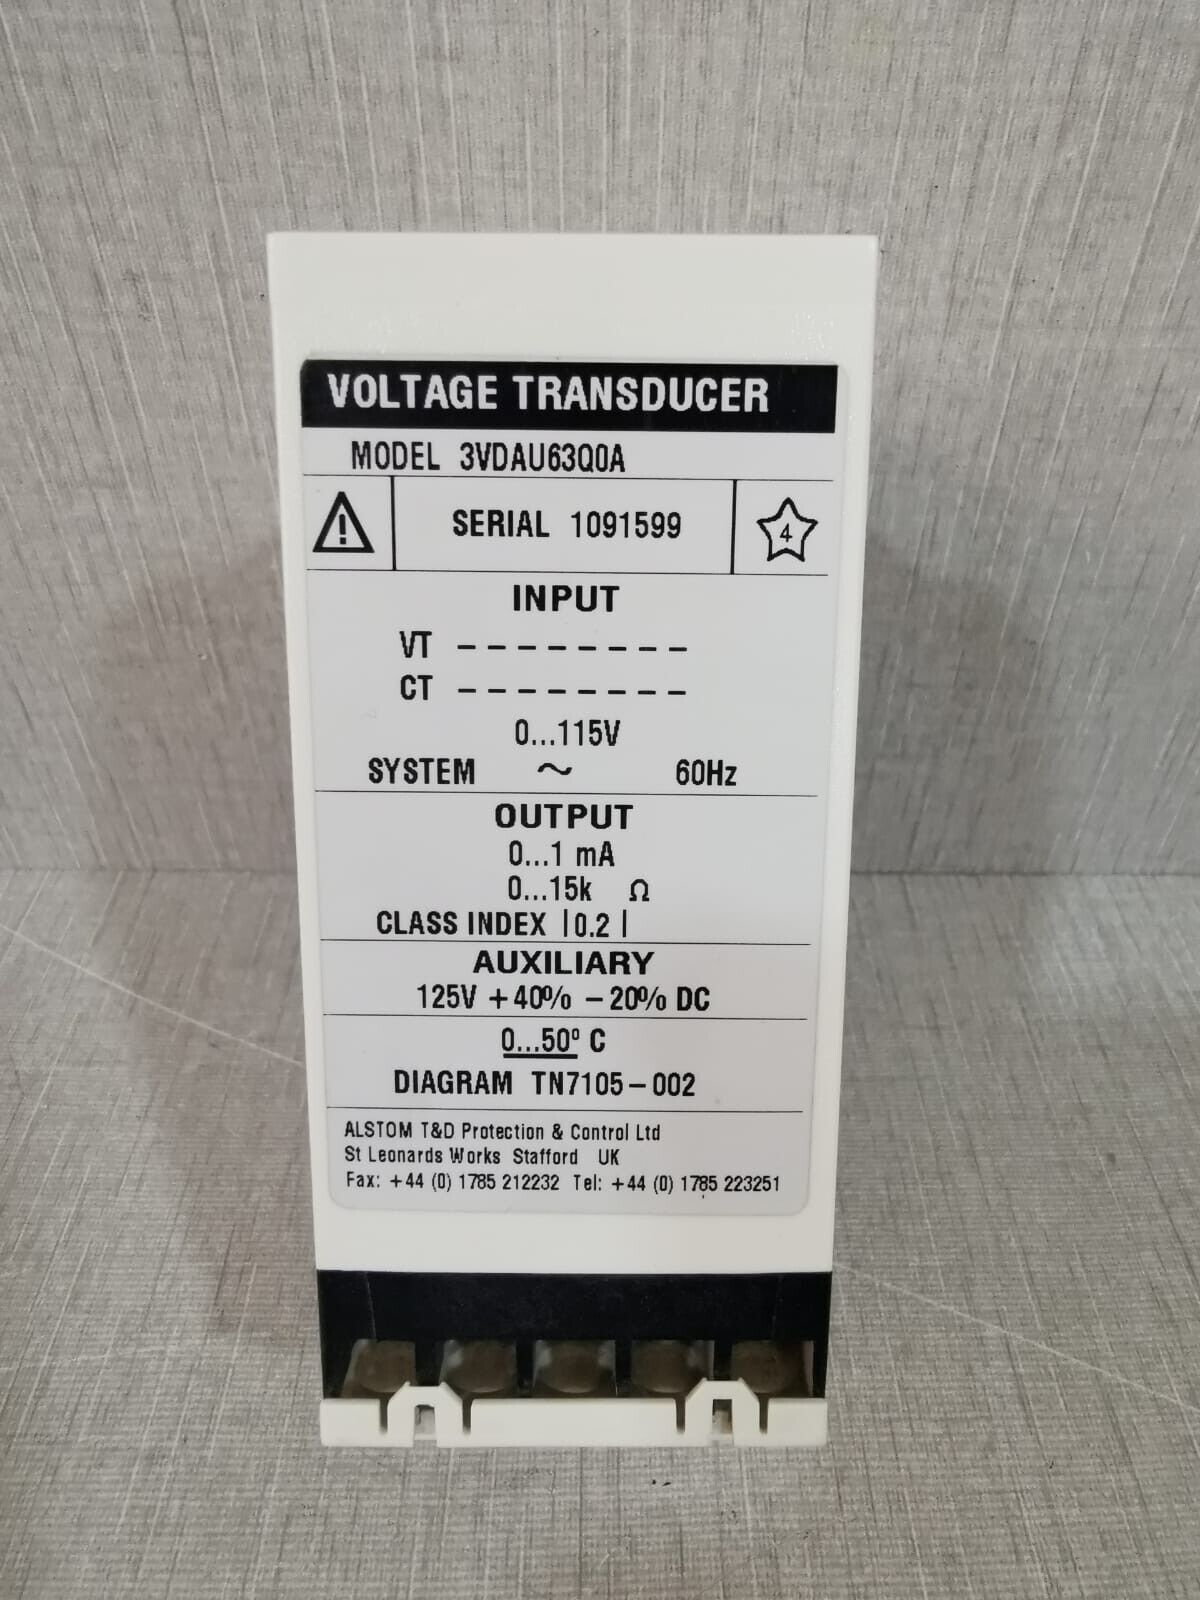 VOLTAGE TRANSDUCER
MODEL 3VDAU63Q0A
SERIAL 1091599
4
INPUT
VT – – – – – – – –
CT – – – – – – – –
0...115V
SYSTEM ~ 60Hz
OUTPUT
0...1 mA
0...15k Ω
CLASS INDEX |0.2 |
AUXILIARY
125V +40% –20% DC
0...50º C
DIAGRAM TN7105–002
ALSTOM T&D Protection & Control Ltd
St Leonards Works Stafford UK
Fax: +44 (0) 1785 212232 Tel: +44 (0) 1785 223251